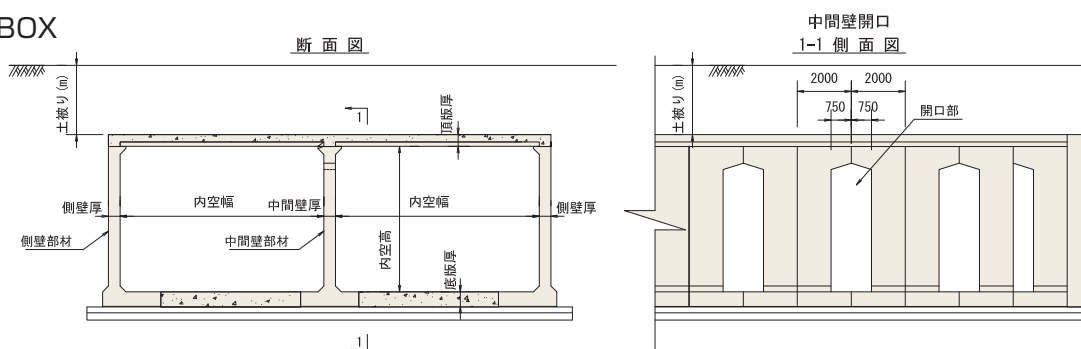 BOX
断 面 図
土被り(m)
1
頂版厚
側壁厚
内空幅
中間壁厚
内空幅
側壁厚
側壁部材
中間壁部材
内空高
底版厚
1
中間壁開口
1-1 側 面 図
土被り(m)
2000
2000
750
750
開口部